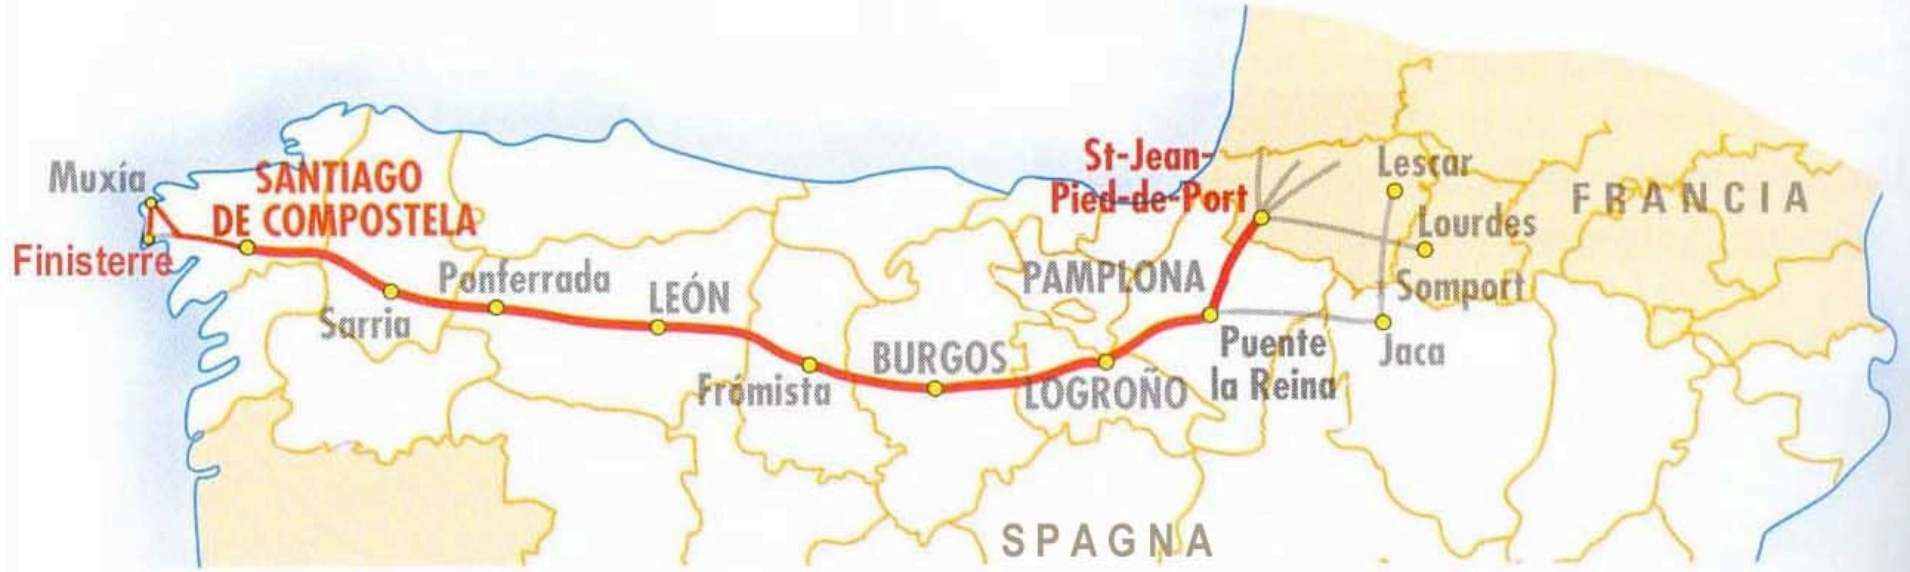 Muxía
Finisterre
SANTIAGO
DE COMPOSTELA
Sarria
Ponferrada
LEÓN
Frómista
BURGOS
LOGROÑO
PAMPLONA
St-Jean-
Pied-de-Port
Puente
la Reina
Lescar
Lourdes
Somport
Jaca
FRANCIA
SPAGNA